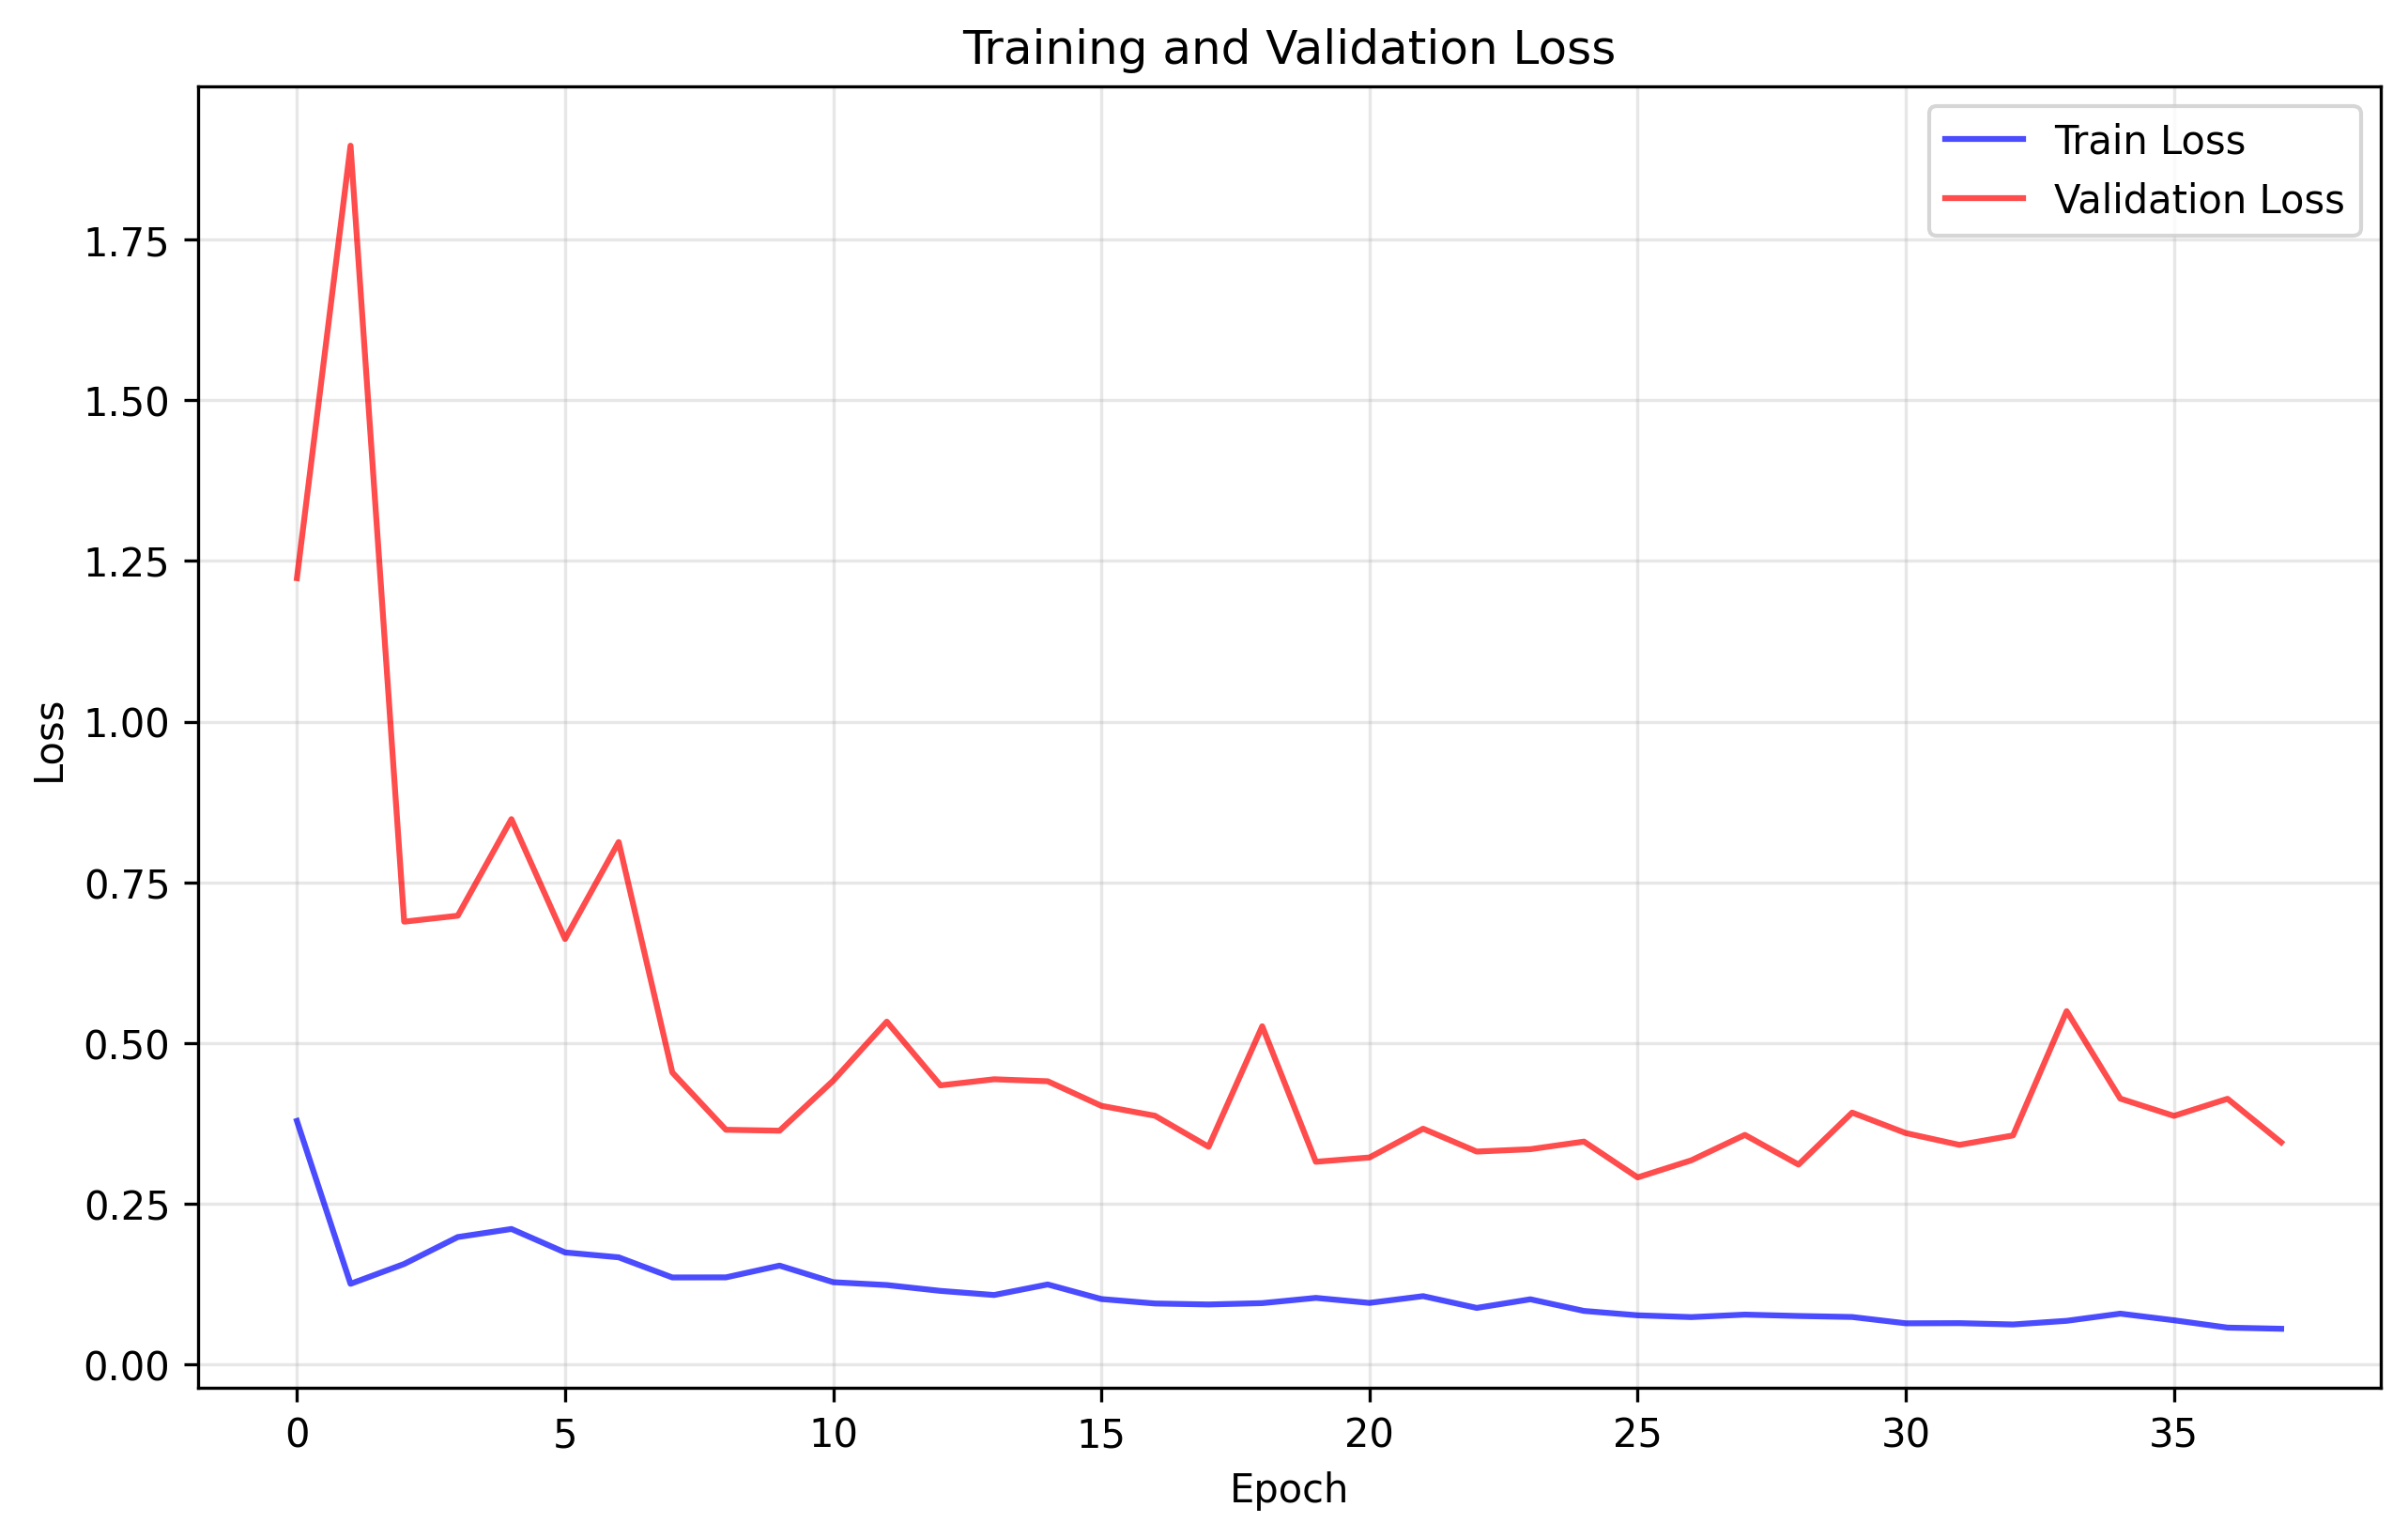 Training and Validation Loss
Train Loss
Validation Loss
1.75
1.50
1.25
1.00
0.75
0.50
0.25
0.00
Loss
0 5 10 15 20 25 30 35
Epoch